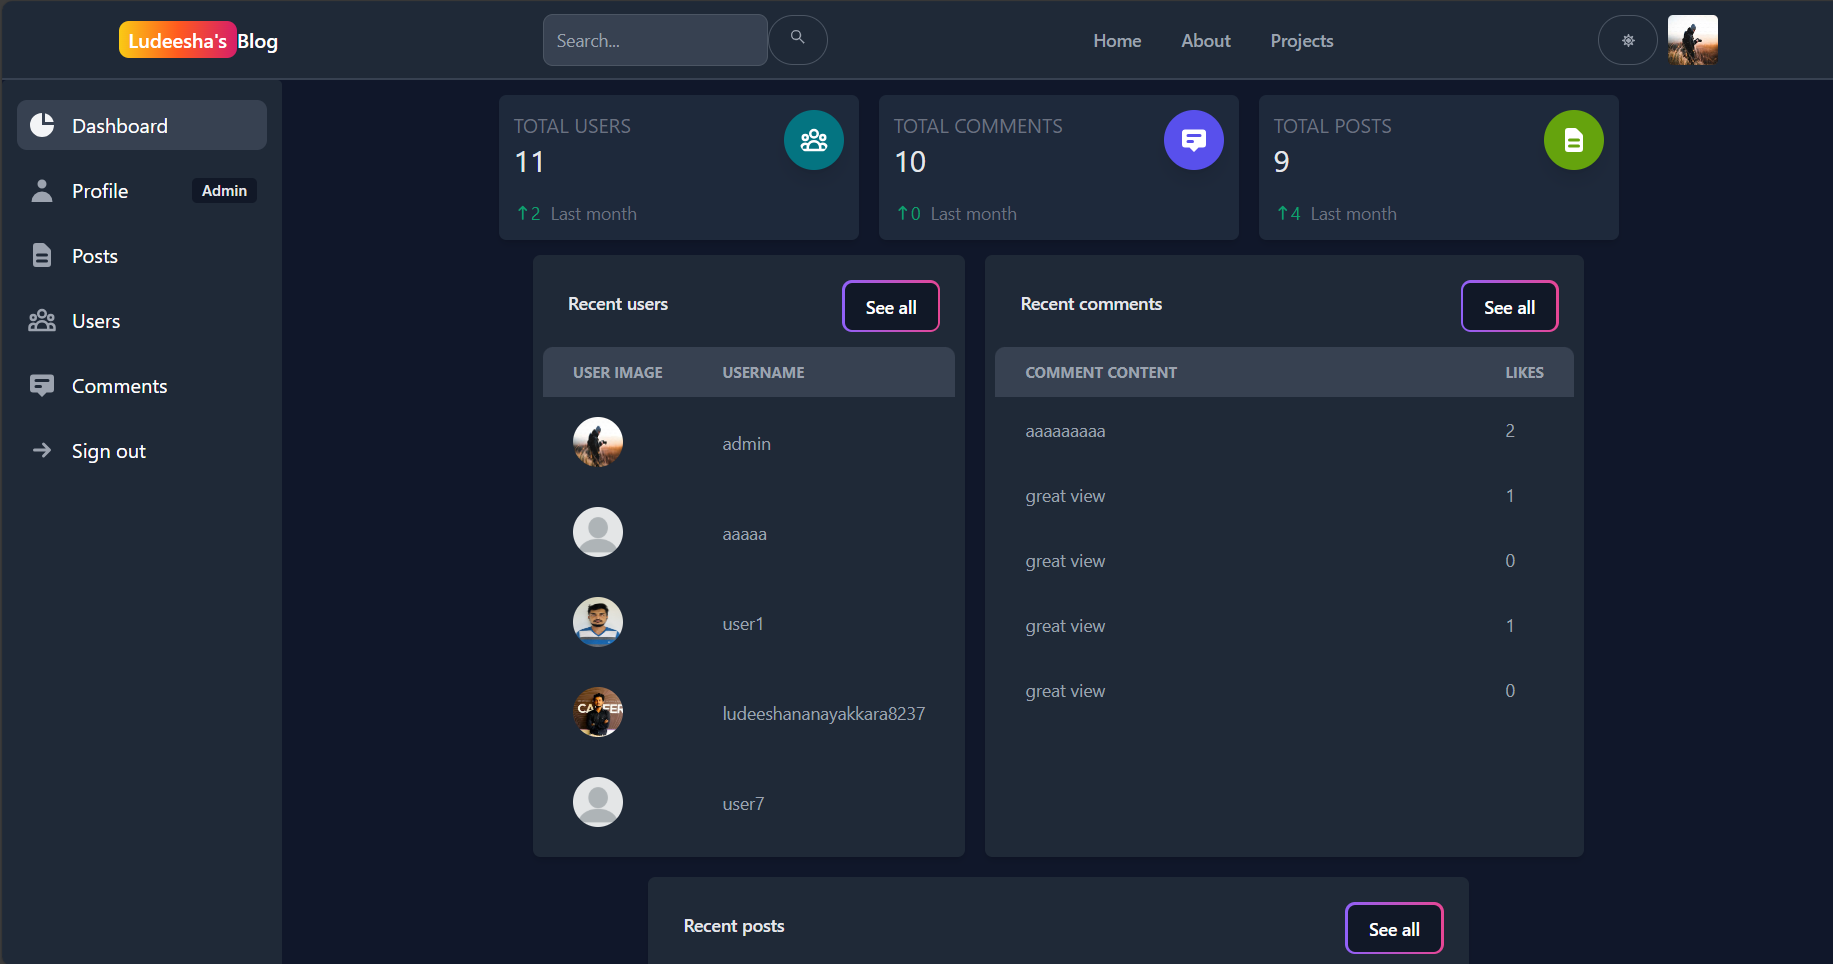 Ludeesha's Blog
Search...
Home
About
Projects
Dashboard
Profile
Admin
Posts
Users
Comments
Sign out
TOTAL USERS
11
2 Last month
TOTAL COMMENTS
10
0 Last month
TOTAL POSTS
9
4 Last month
Recent users
See all
USER IMAGE USERNAME
admin
aaaaa
user1
CAREER
ludeeshananayakkara8237
user7
Recent comments
See all
COMMENT CONTENT LIKES
aaaaaaaaa 2
great view 1
great view 0
great view 1
great view 0
Recent posts
See all